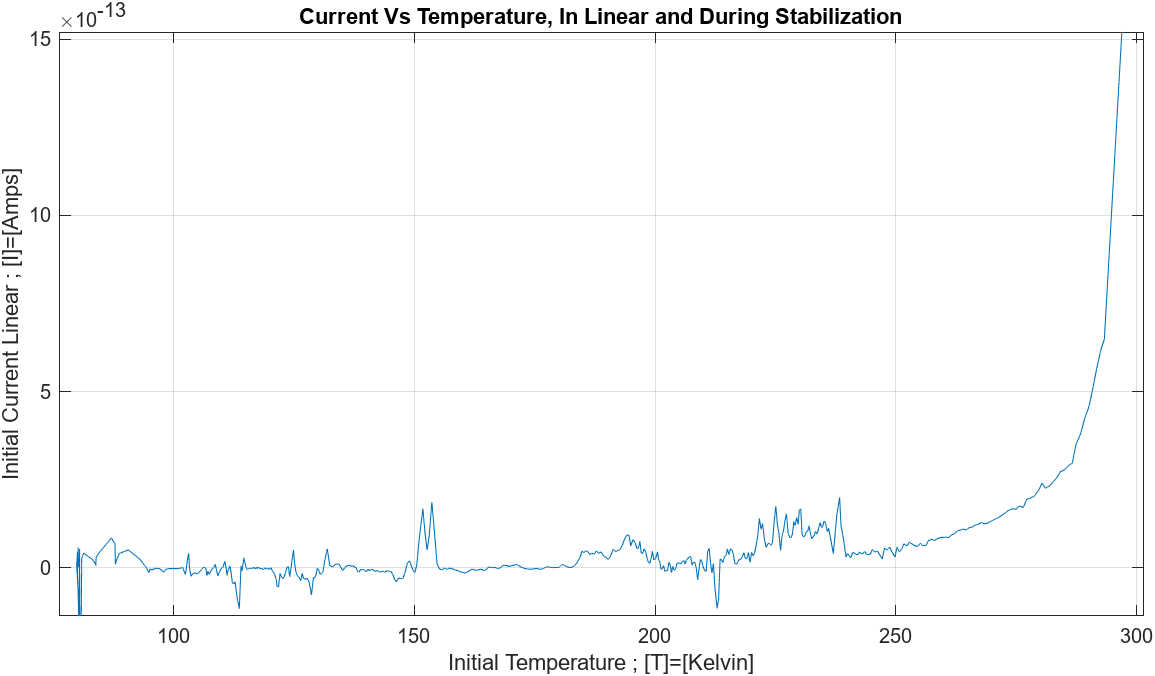 Current Vs Temperature, In Linear and During Stabilization
×10-13
15
10
5
0
Initial Current Linear ; [I]=[Amps]
100 150 200 250 300
Initial Temperature ; [T]=[Kelvin]